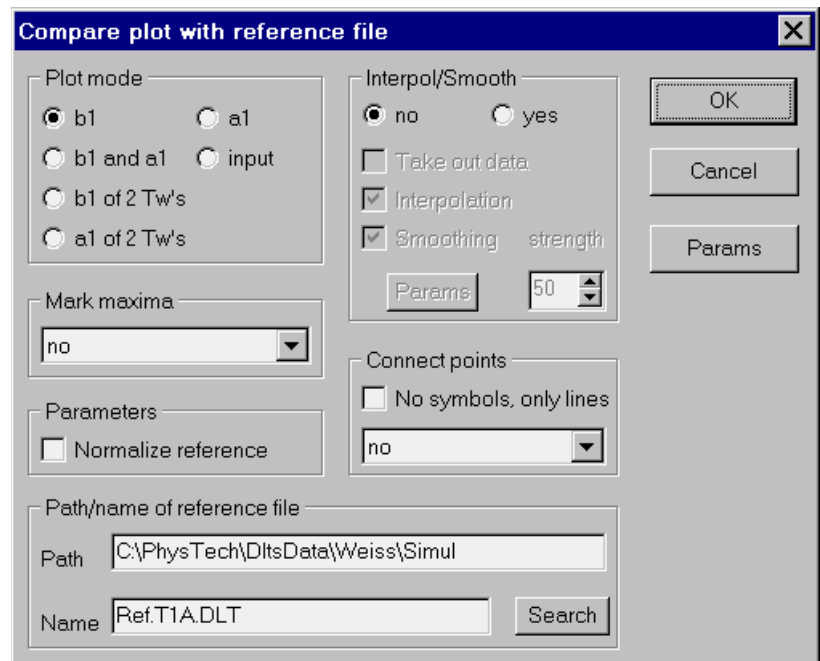 Compare plot with reference file
Plot mode
b1
a1
b1 and a1
input
b1 of 2 Tw's
a1 of 2 Tw's
Mark maxima
no
Parameters
Normalize reference
Interpol/Smooth
no
yes
Take out data
Interpolation
Smoothing strength
Params
50
Connect points
No symbols, only lines
no
OK
Cancel
Params
Path/name of reference file
Path
C:\PhysTech\DltsData\Weiss\Simul
Name
Ref.T1A.DLT
Search